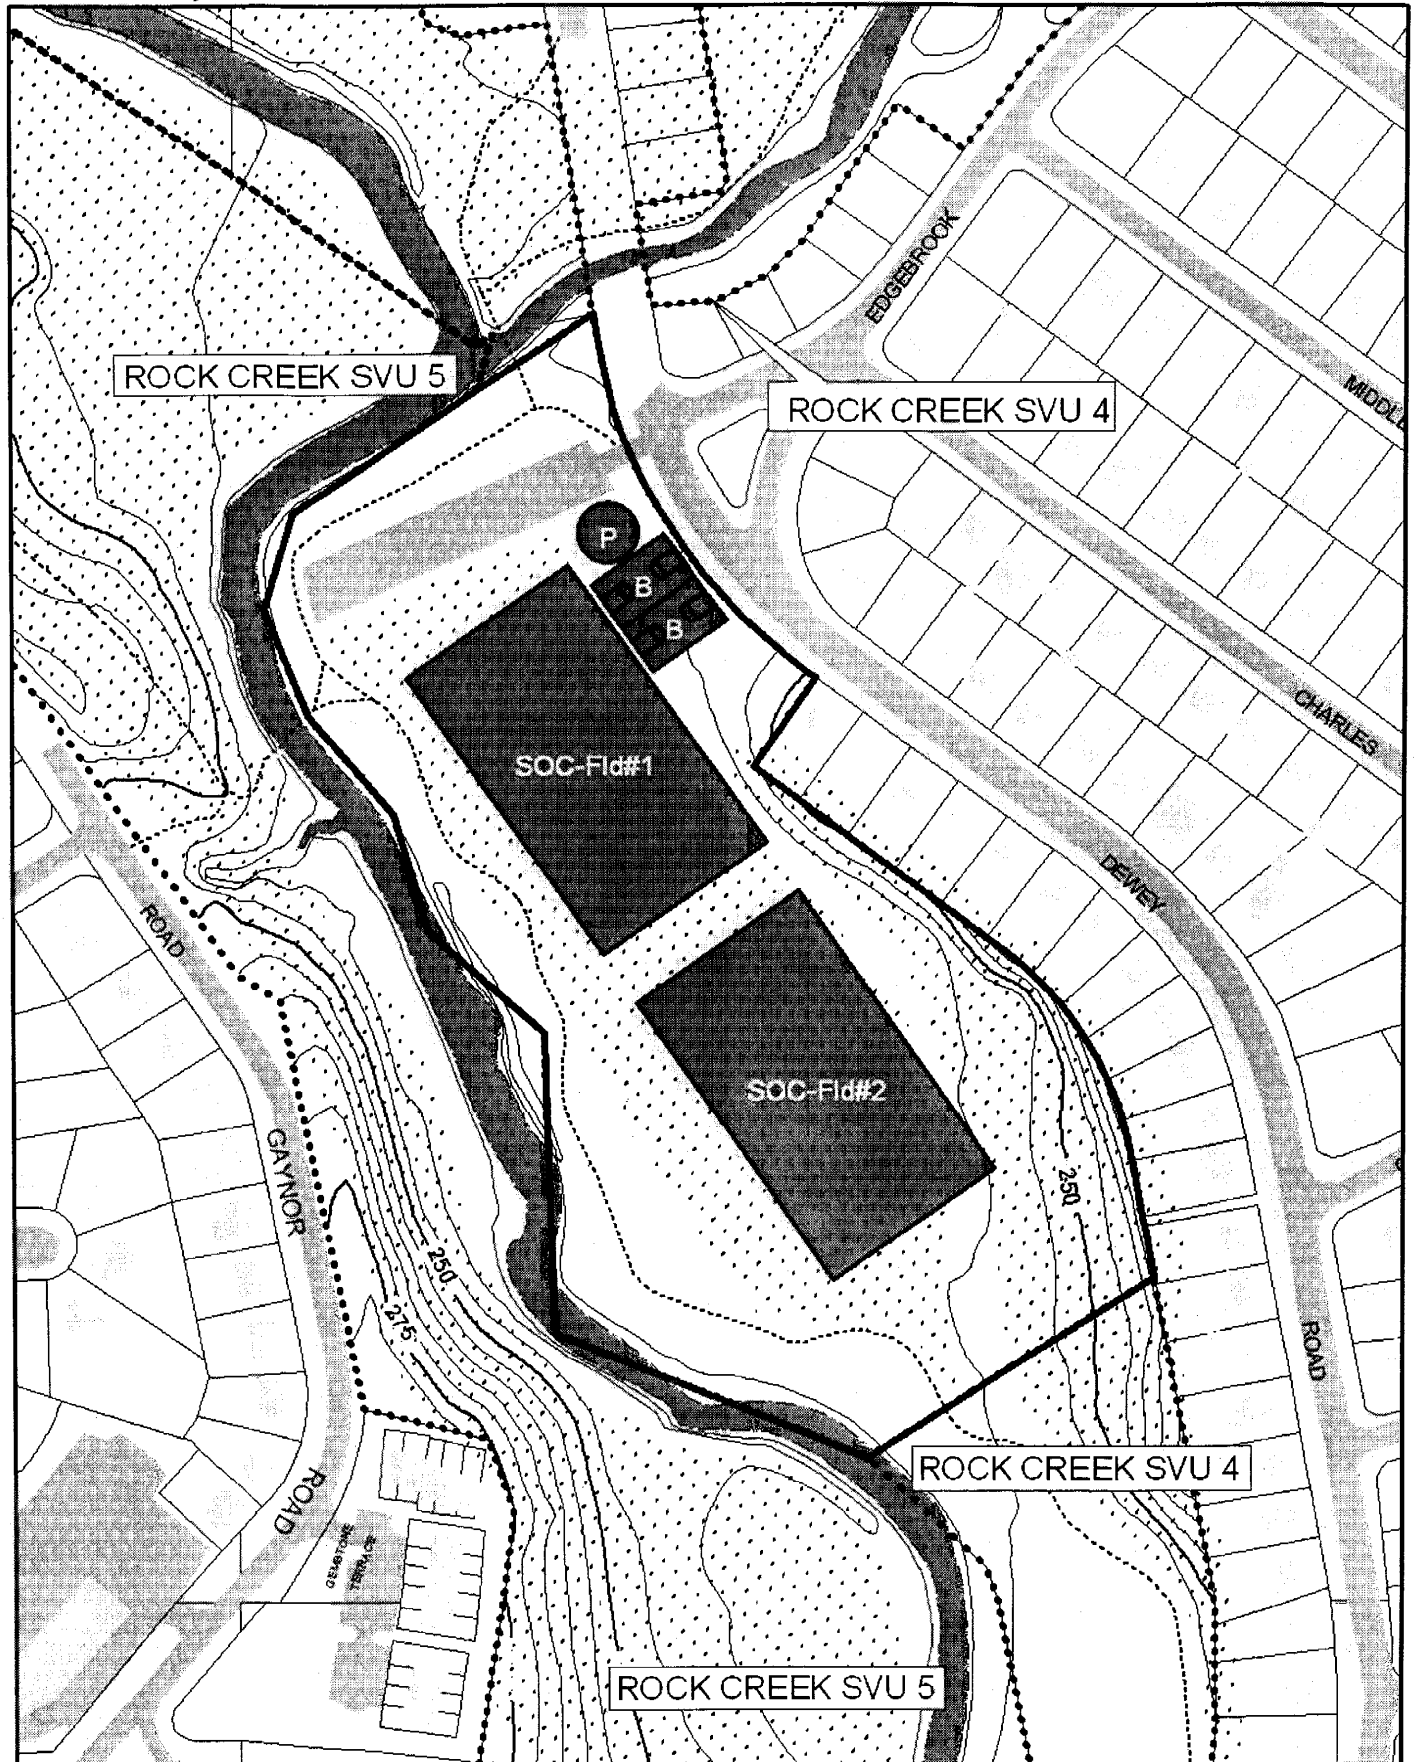 EDGEBROOK
ROCK CREEK SVU 5
ROCK CREEK SVU 4
MIDDLE
P
B
B
CHARLES
SOC-Fld#1
DEWEY
ROAD
SOC-Fld#2
GAYNOR
250
250
275
ROAD
ROCK CREEK SVU 4
ROAD
GEMSTONE
TERRACE
ROCK CREEK SVU 5